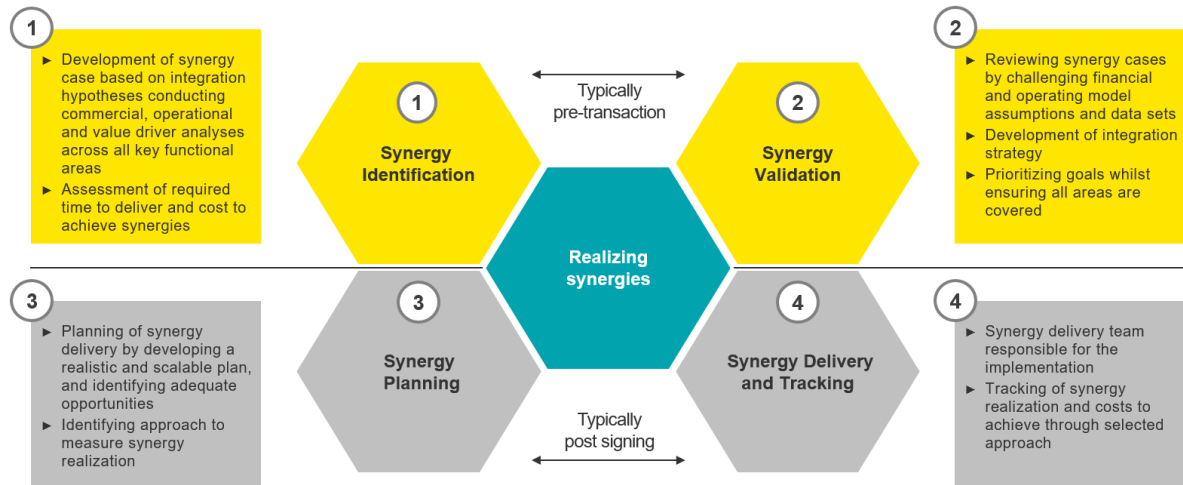 1
► Development of synergy
case based on integration
hypotheses conducting
commercial, operational
and value driver analyses
across all key functional
areas
► Assessment of required
time to deliver and cost to
achieve synergies
1
Synergy
Identification
Typically
pre-transaction
2
Synergy
Validation
2
► Reviewing synergy cases
by challenging financial
and operating model
assumptions and data sets
► Development of integration
strategy
► Prioritizing goals whilst
ensuring all areas are
covered
Realizing
synergies
3
► Planning of synergy
delivery by developing a
realistic and scalable plan,
and identifying adequate
opportunities
► Identifying approach to
measure synergy
realization
3
Synergy
Planning
Typically
post signing
4
Synergy Delivery
and Tracking
4
► Synergy delivery team
responsible for the
implementation
► Tracking of synergy
realization and costs to
achieve through selected
approach